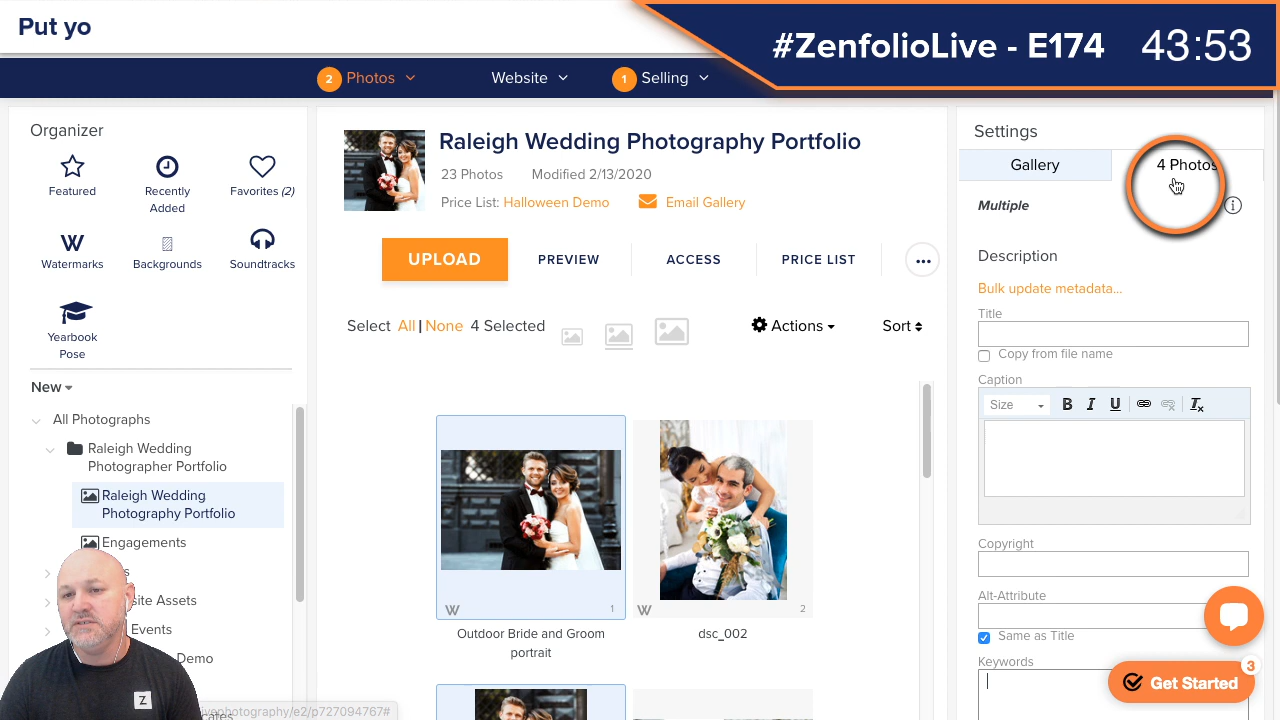 Put yo
#ZenfolioLive - E174 43:53
2 Photos Website 1 Selling
Organizer
Featured
Recently
Added
Favorites (2)
Watermarks
Backgrounds
Soundtracks
Yearbook
Pose
New
All Photographs
Raleigh Wedding
Photographer Portfolio
Raleigh Wedding
Photography Portfolio
Engagements
s
site Assets
Events
Demo
icates
ivephotography/e2/p727094767#
Raleigh Wedding Photography Portfolio
23 Photos Modified 2/13/2020
Price List: Halloween Demo Email Gallery
UPLOAD PREVIEW ACCESS PRICE LIST ...
Select All | None 4 Selected Actions Sort
W 1
Outdoor Bride and Groom
portrait
W 2
dsc_002
Settings
Gallery 4 Photos
Multiple
Description
Bulk update metadata...
Title
Copy from file name
Caption
Size B I U Tx
Copyright
Alt-Attribute
Same as Title
Keywords
Get Started 3
Z